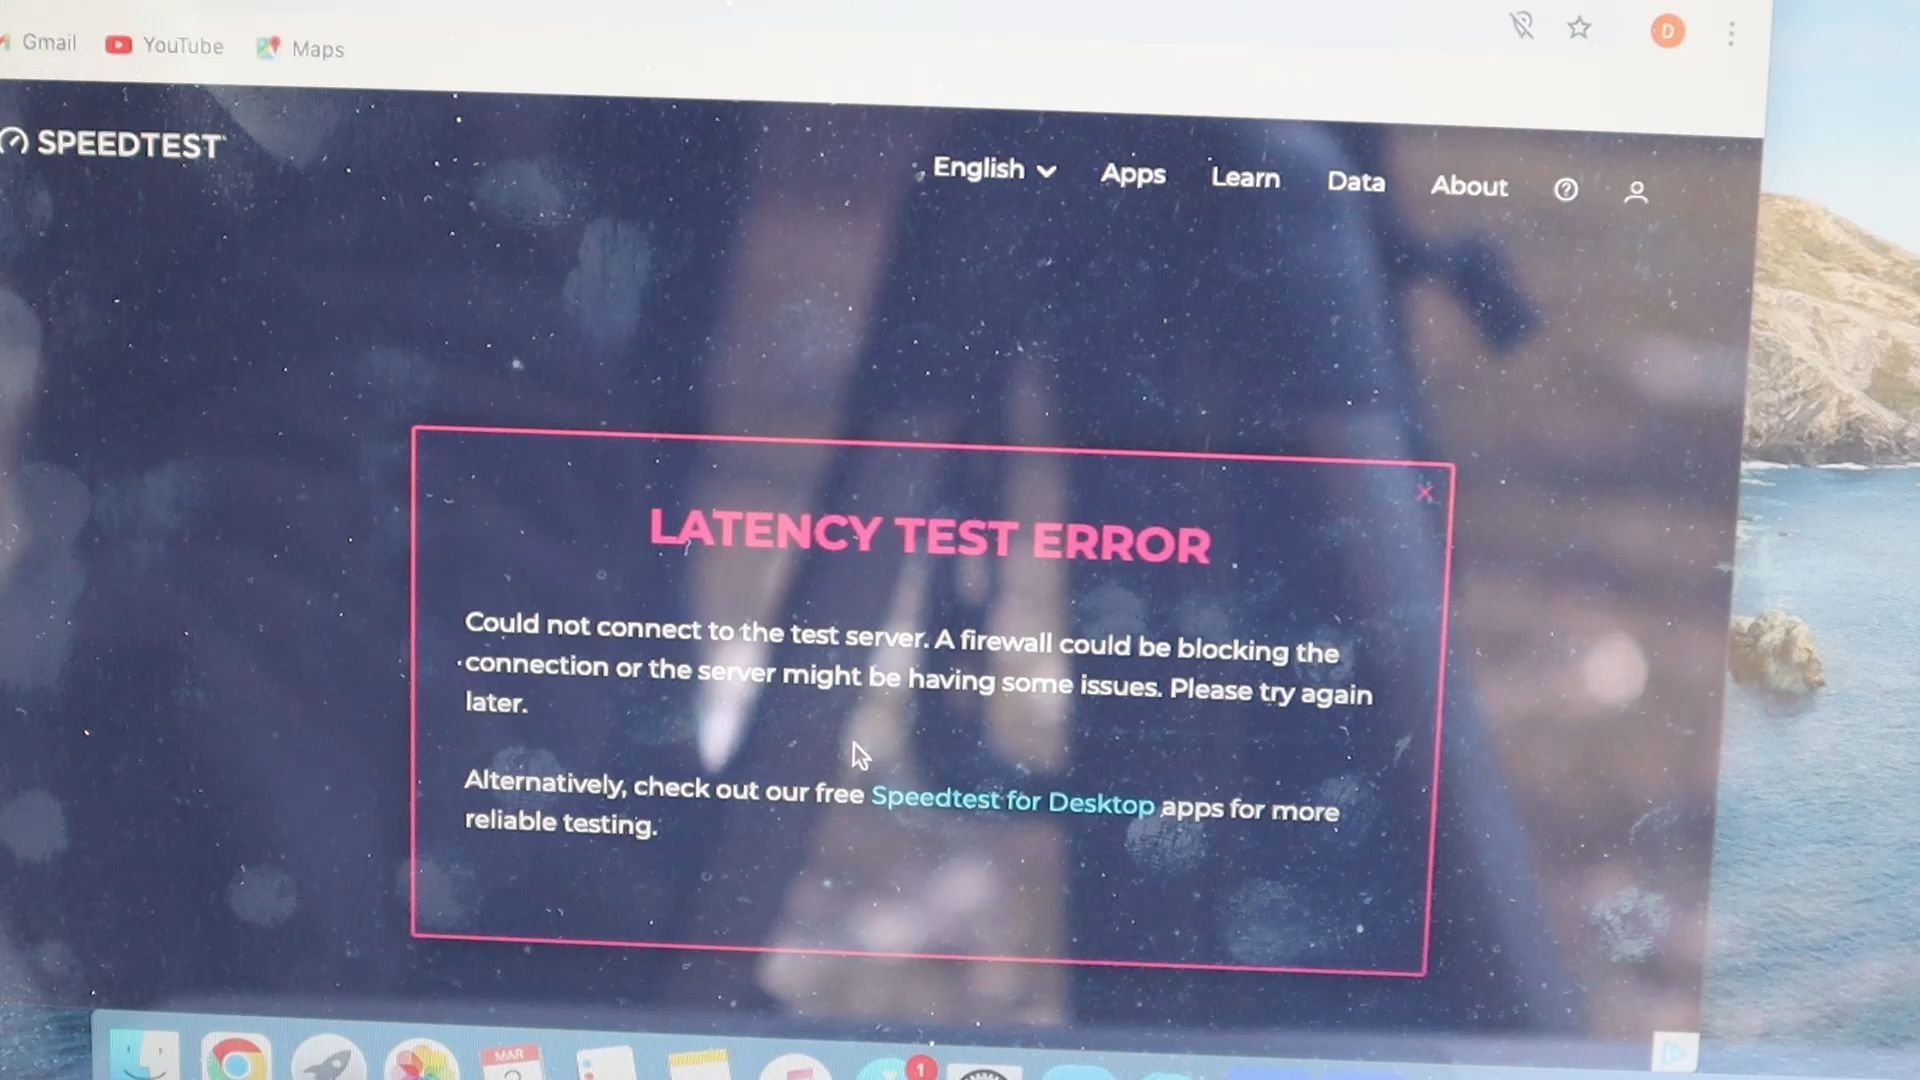 Gmail YouTube Maps
D
SPEEDTEST
English Apps Learn Data About
LATENCY TEST ERROR
Could not connect to the test server. A firewall could be blocking the
connection or the server might be having some issues. Please try again
later.
Alternatively, check out our free Speedtest for Desktop apps for more
reliable testing.
MAR
1